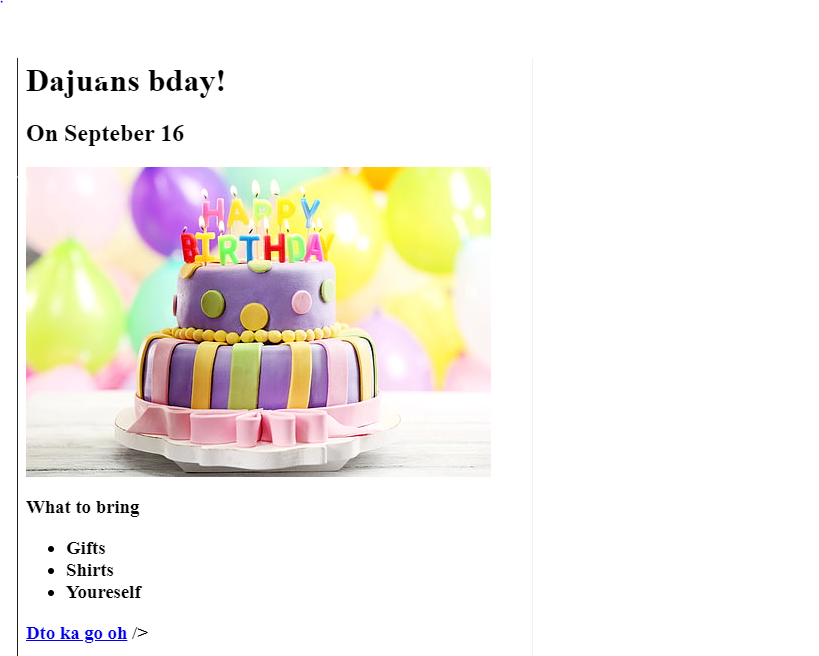 Dajuans bday!
On Septeber 16
HAPPY
BIRTHDAY
What to bring
Gifts
Shirts
Youreself
Dto ka go oh />